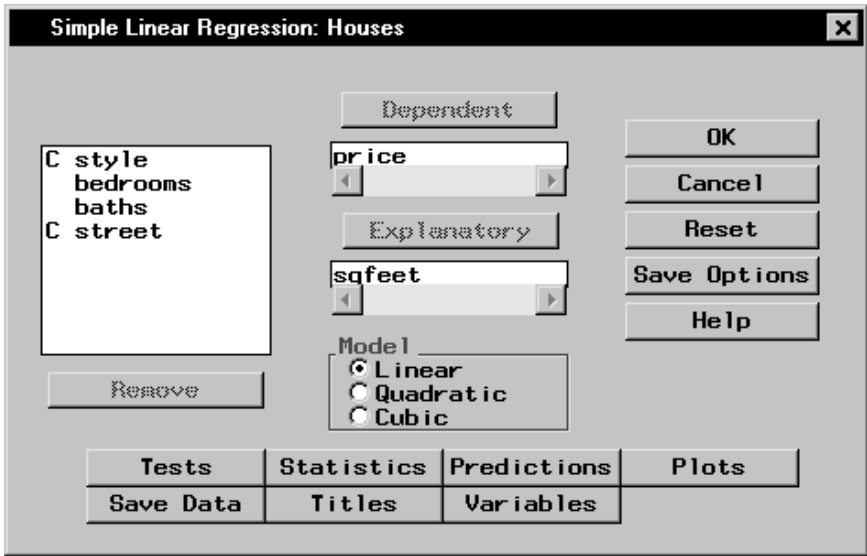 Simple Linear Regression: Houses
C style
bedrooms
baths
C street
Remove
Dependent
price
Explanatory
sqfeet
Model
Linear
Quadratic
Cubic
OK
Cancel
Reset
Save Options
Help
Tests
Statistics
Predictions
Plots
Save Data
Titles
Variables